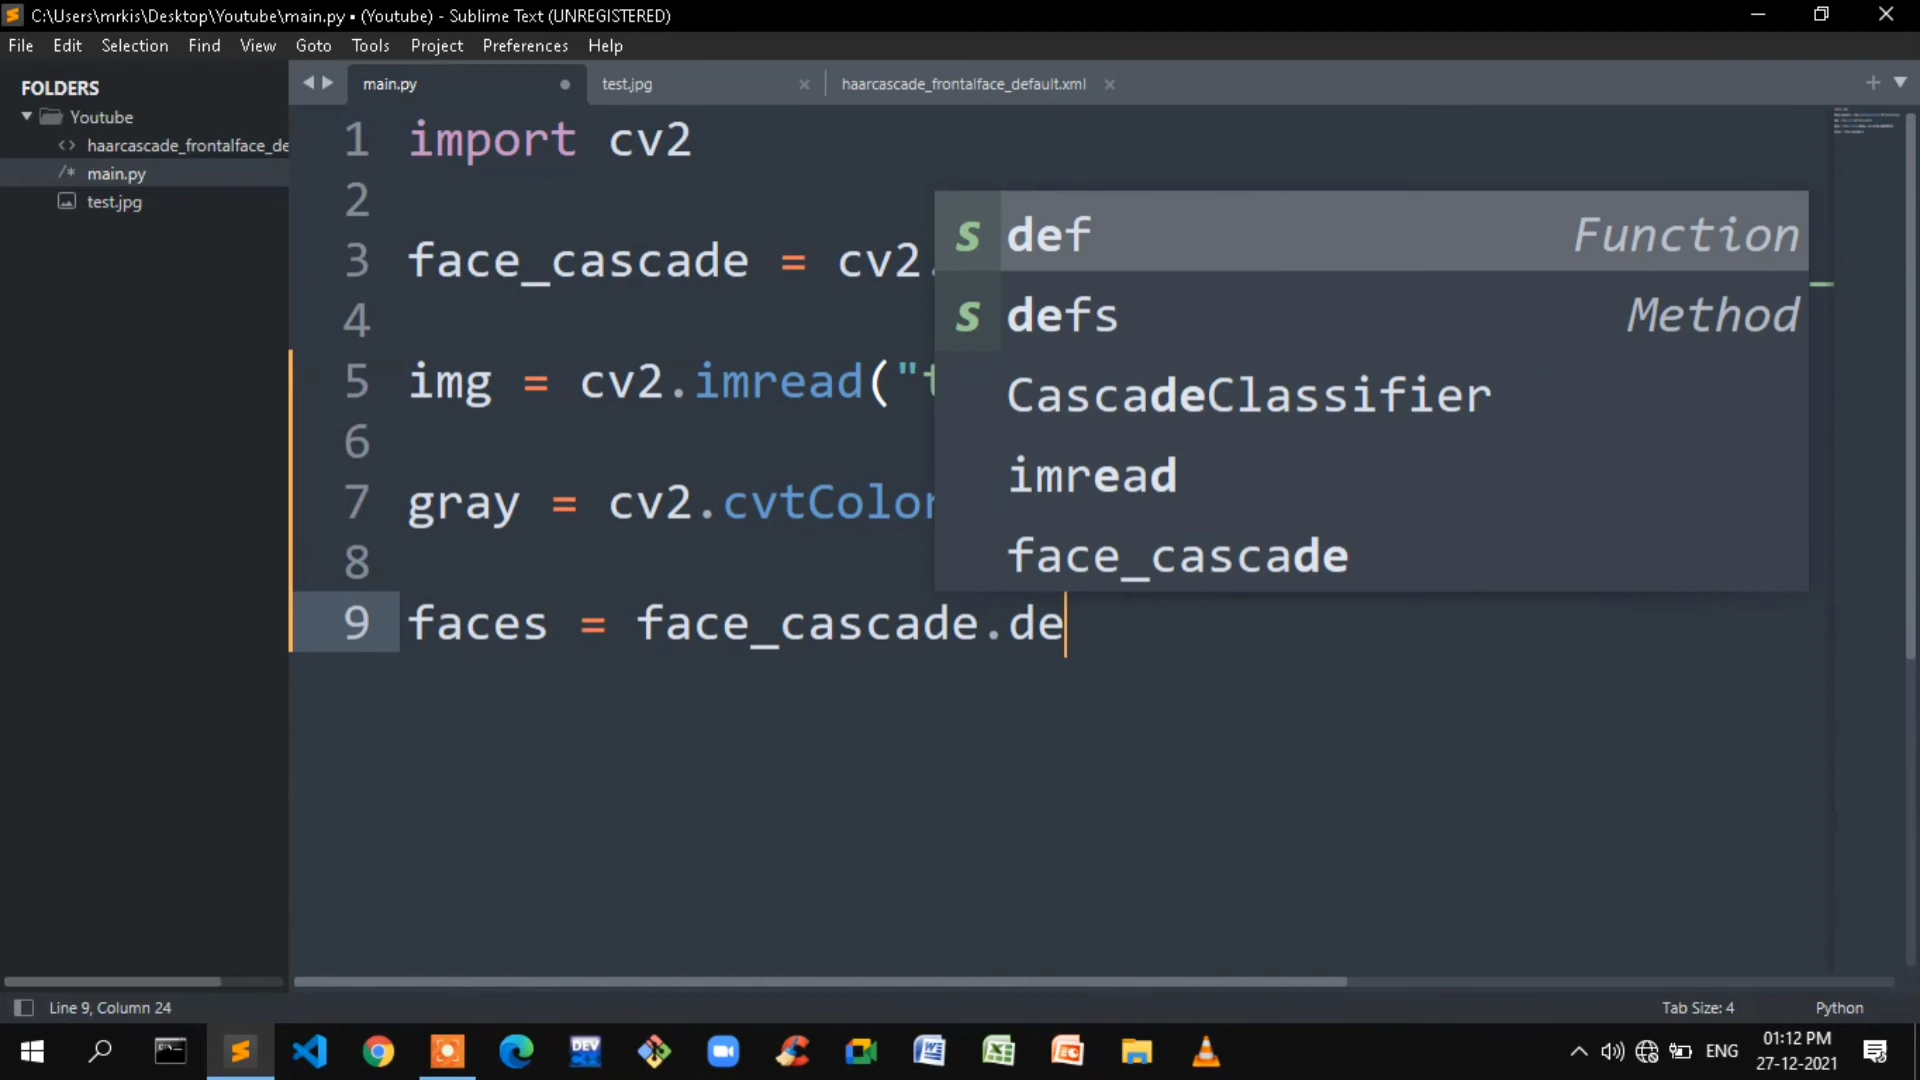 C:\Users\mrkis\Desktop\Youtube\main.py • (Youtube) - Sublime Text (UNREGISTERED)
File Edit Selection Find View Goto Tools Project Preferences Help
FOLDERS
Youtube
haarcascade_frontalface_de
main.py
test.jpg
main.py test.jpg haarcascade_frontalface_default.xml
1 import cv2
2
3 face_cascade = cv2.
4
5 img = cv2.imread("t
6
7 gray = cv2.cvtColor
8
9 faces = face_cascade.de
s def Function
s defs Method
CascadeClassifier
imread
face_cascade
Line 9, Column 24 Tab Size: 4 Python
DEV
ENG
01:12 PM
27-12-2021